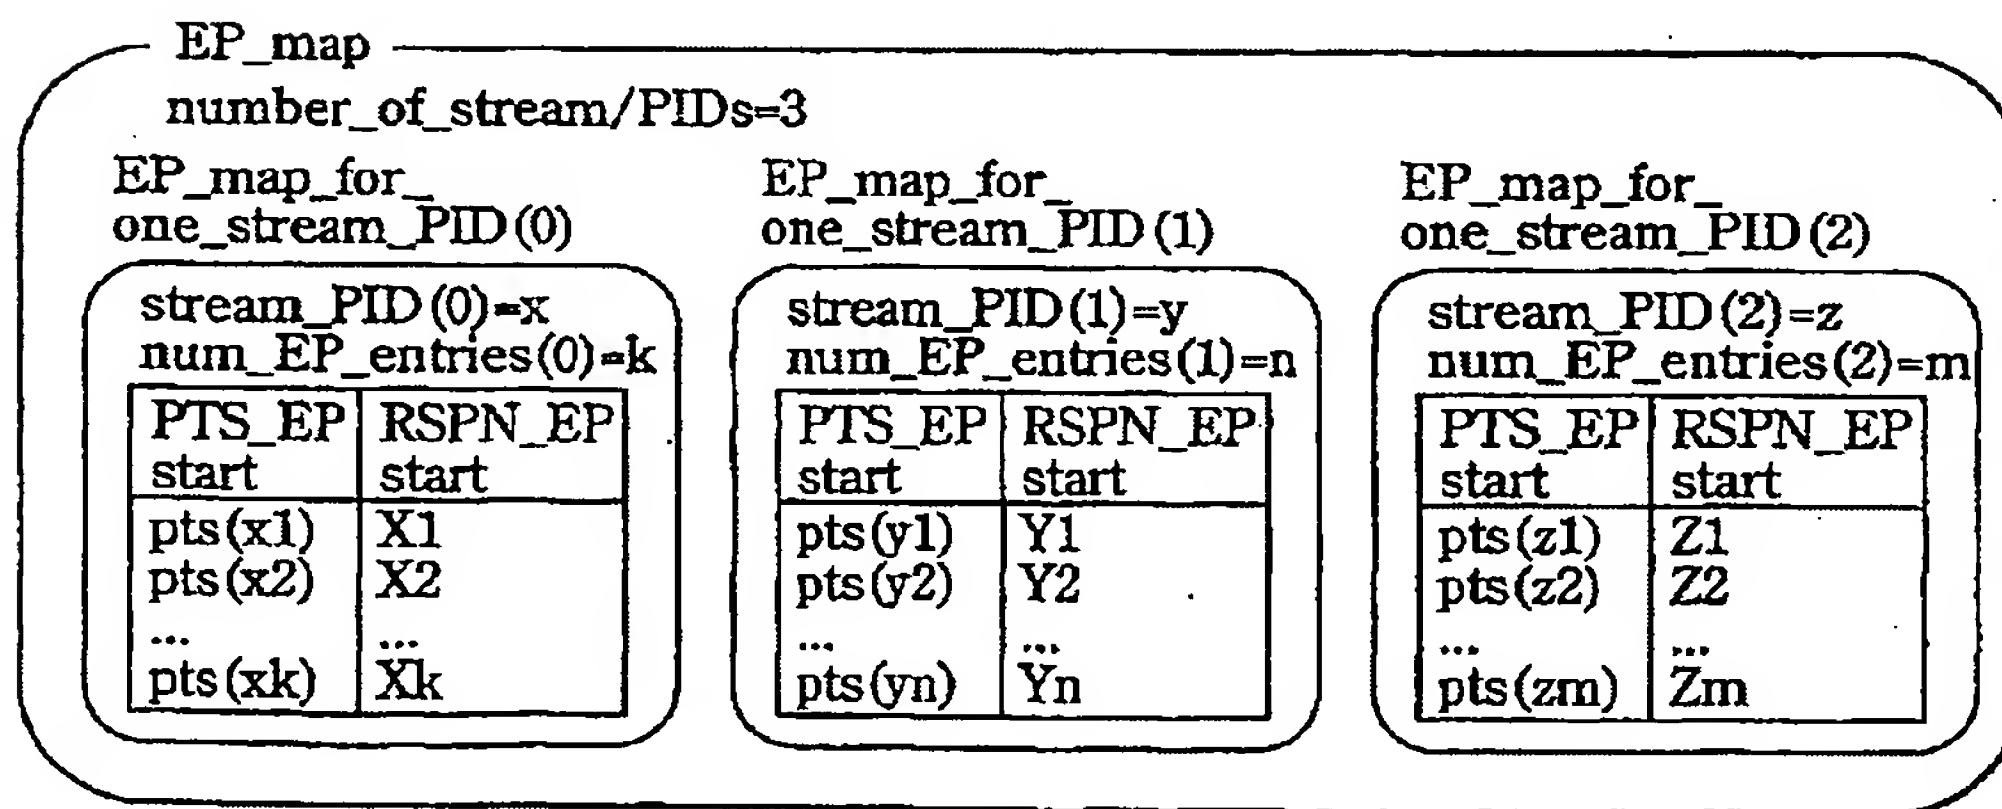 EP_map
number_of_stream/PIDs=3
EP_map_for_
one_stream_PID(0)
stream_PID(0)=x
num_EP_entries(0)=k
PTS_EP RSPN_EP
start start
pts(x1) X1
pts(x2) X2
... ...
pts(xk) Xk
EP_map_for_
one_stream_PID(1)
stream_PID(1)=y
num_EP_entries(1)=n
PTS_EP RSPN_EP
start start
pts(y1) Y1
pts(y2) Y2
... ...
pts(yn) Yn
EP_map_for_
one_stream_PID(2)
stream_PID(2)=z
num_EP_entries(2)=m
PTS_EP RSPN_EP
start start
pts(z1) Z1
pts(z2) Z2
... ...
pts(zm) Zm